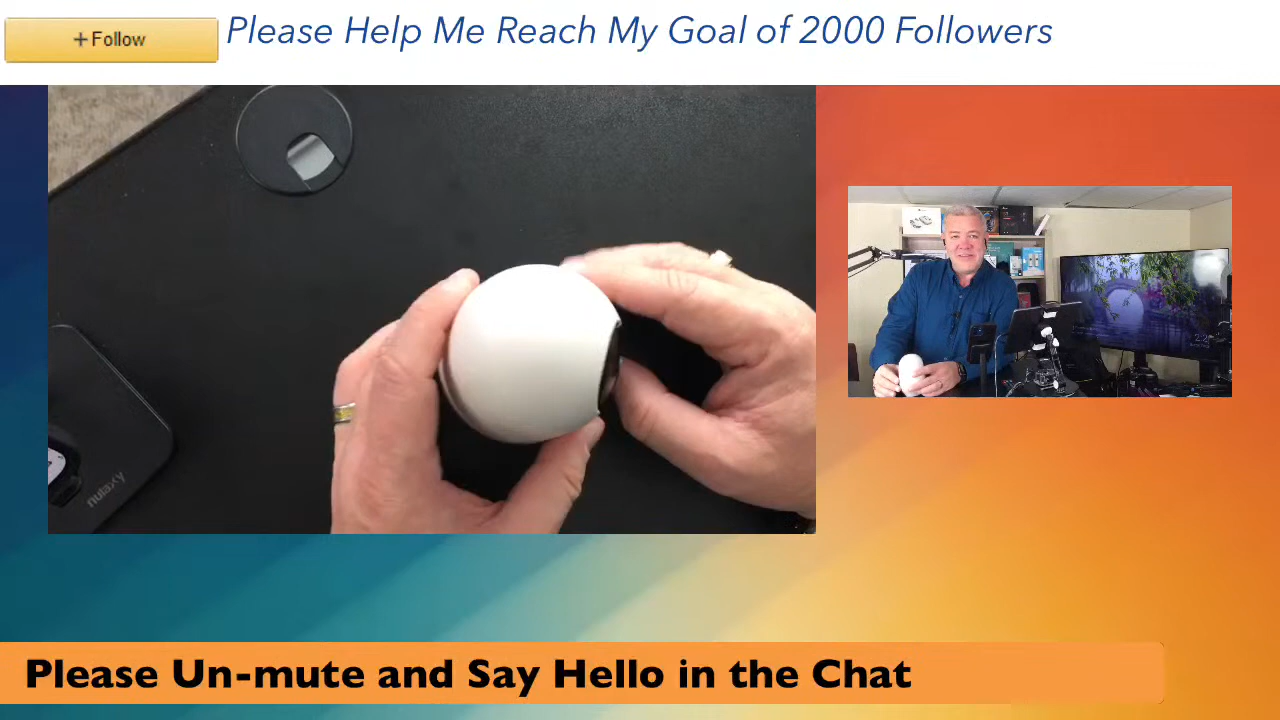 +Follow
Please Help Me Reach My Goal of 2000 Followers
nulaxy
Please Un-mute and Say Hello in the Chat